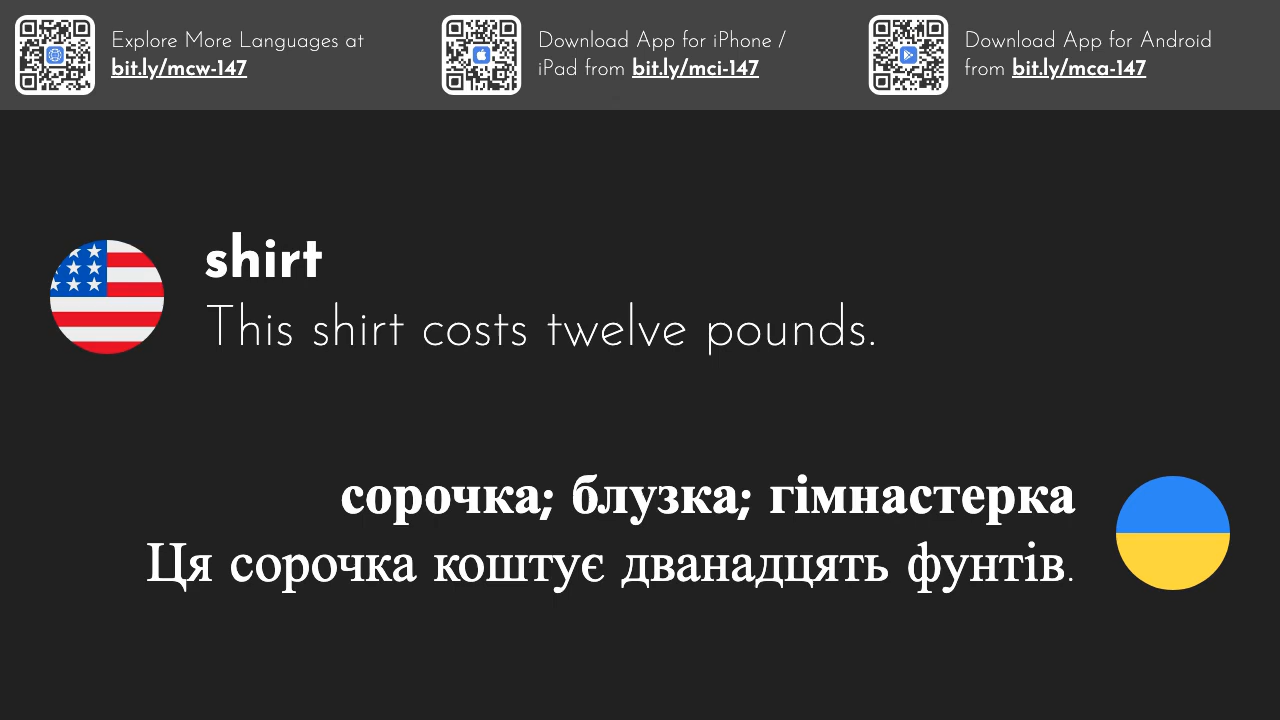 Explore More Languages at
bit.ly/mcw-147
Download App for iPhone /
iPad from bit.ly/mci-147
Download App for Android
from bit.ly/mca-147
shirt
This shirt costs twelve pounds.
сорочка; блузка; гімнастерка
Ця сорочка коштує дванадцять фунтів.